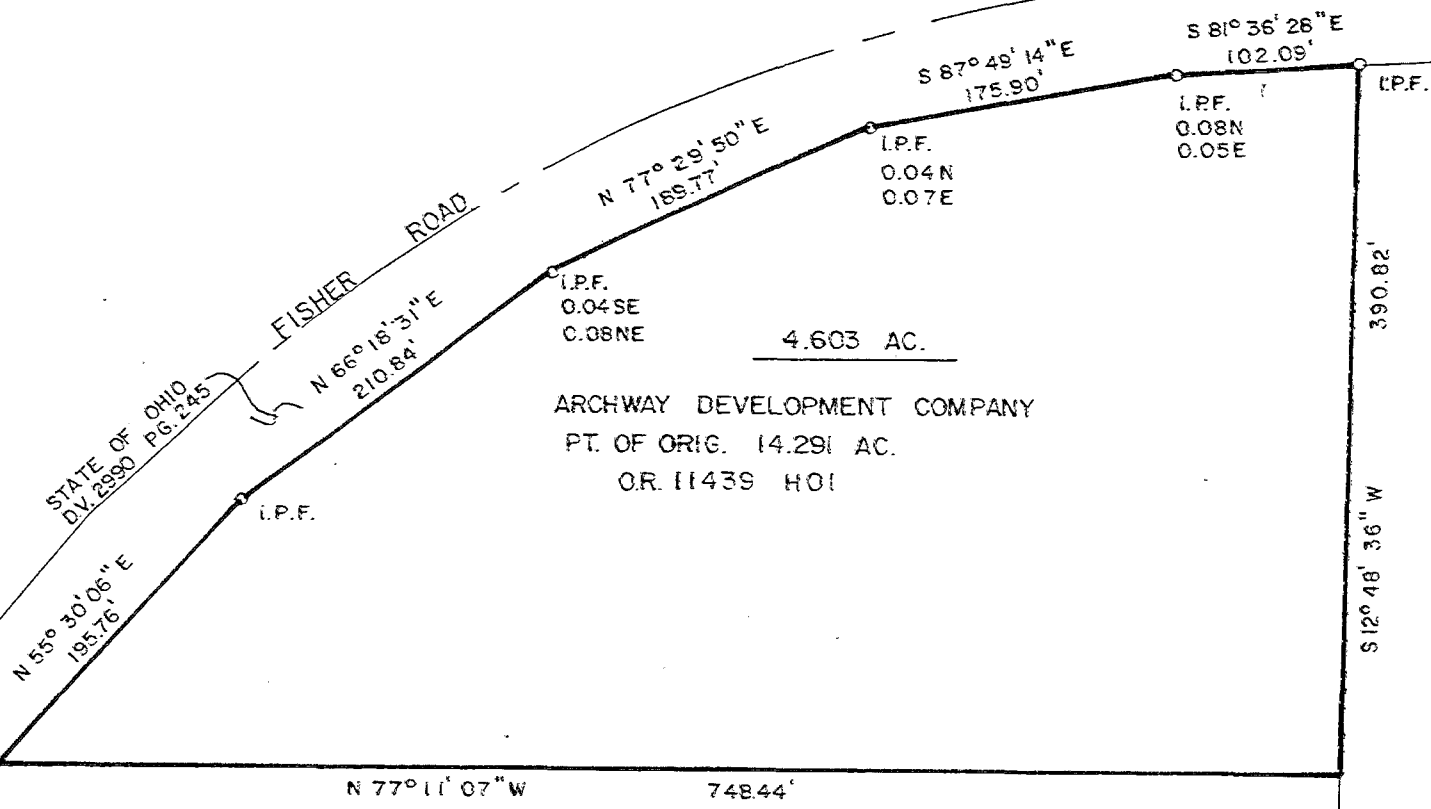 S 81° 36' 28" E
102.09'
S 87° 49' 14" E
175.90'
I.P.F.
I.P.F.
0.08N
0.05E
N 77° 29' 50" E
189.77'
I.P.F.
0.04N
0.07E
FISHER ROAD
N 66° 18' 31" E
210.84'
I.P.F.
0.04SE
0.08NE
390.82'
4.603 AC.
STATE OF OHIO
D.V. 2990 PG. 245
ARCHWAY DEVELOPMENT COMPANY
PT. OF ORIG. 14.291 AC.
O.R. 11439 H01
I.P.F.
S 12° 48' 36" W
N 55° 30' 06" E
195.76'
N 77° 11' 07" W 748.44'